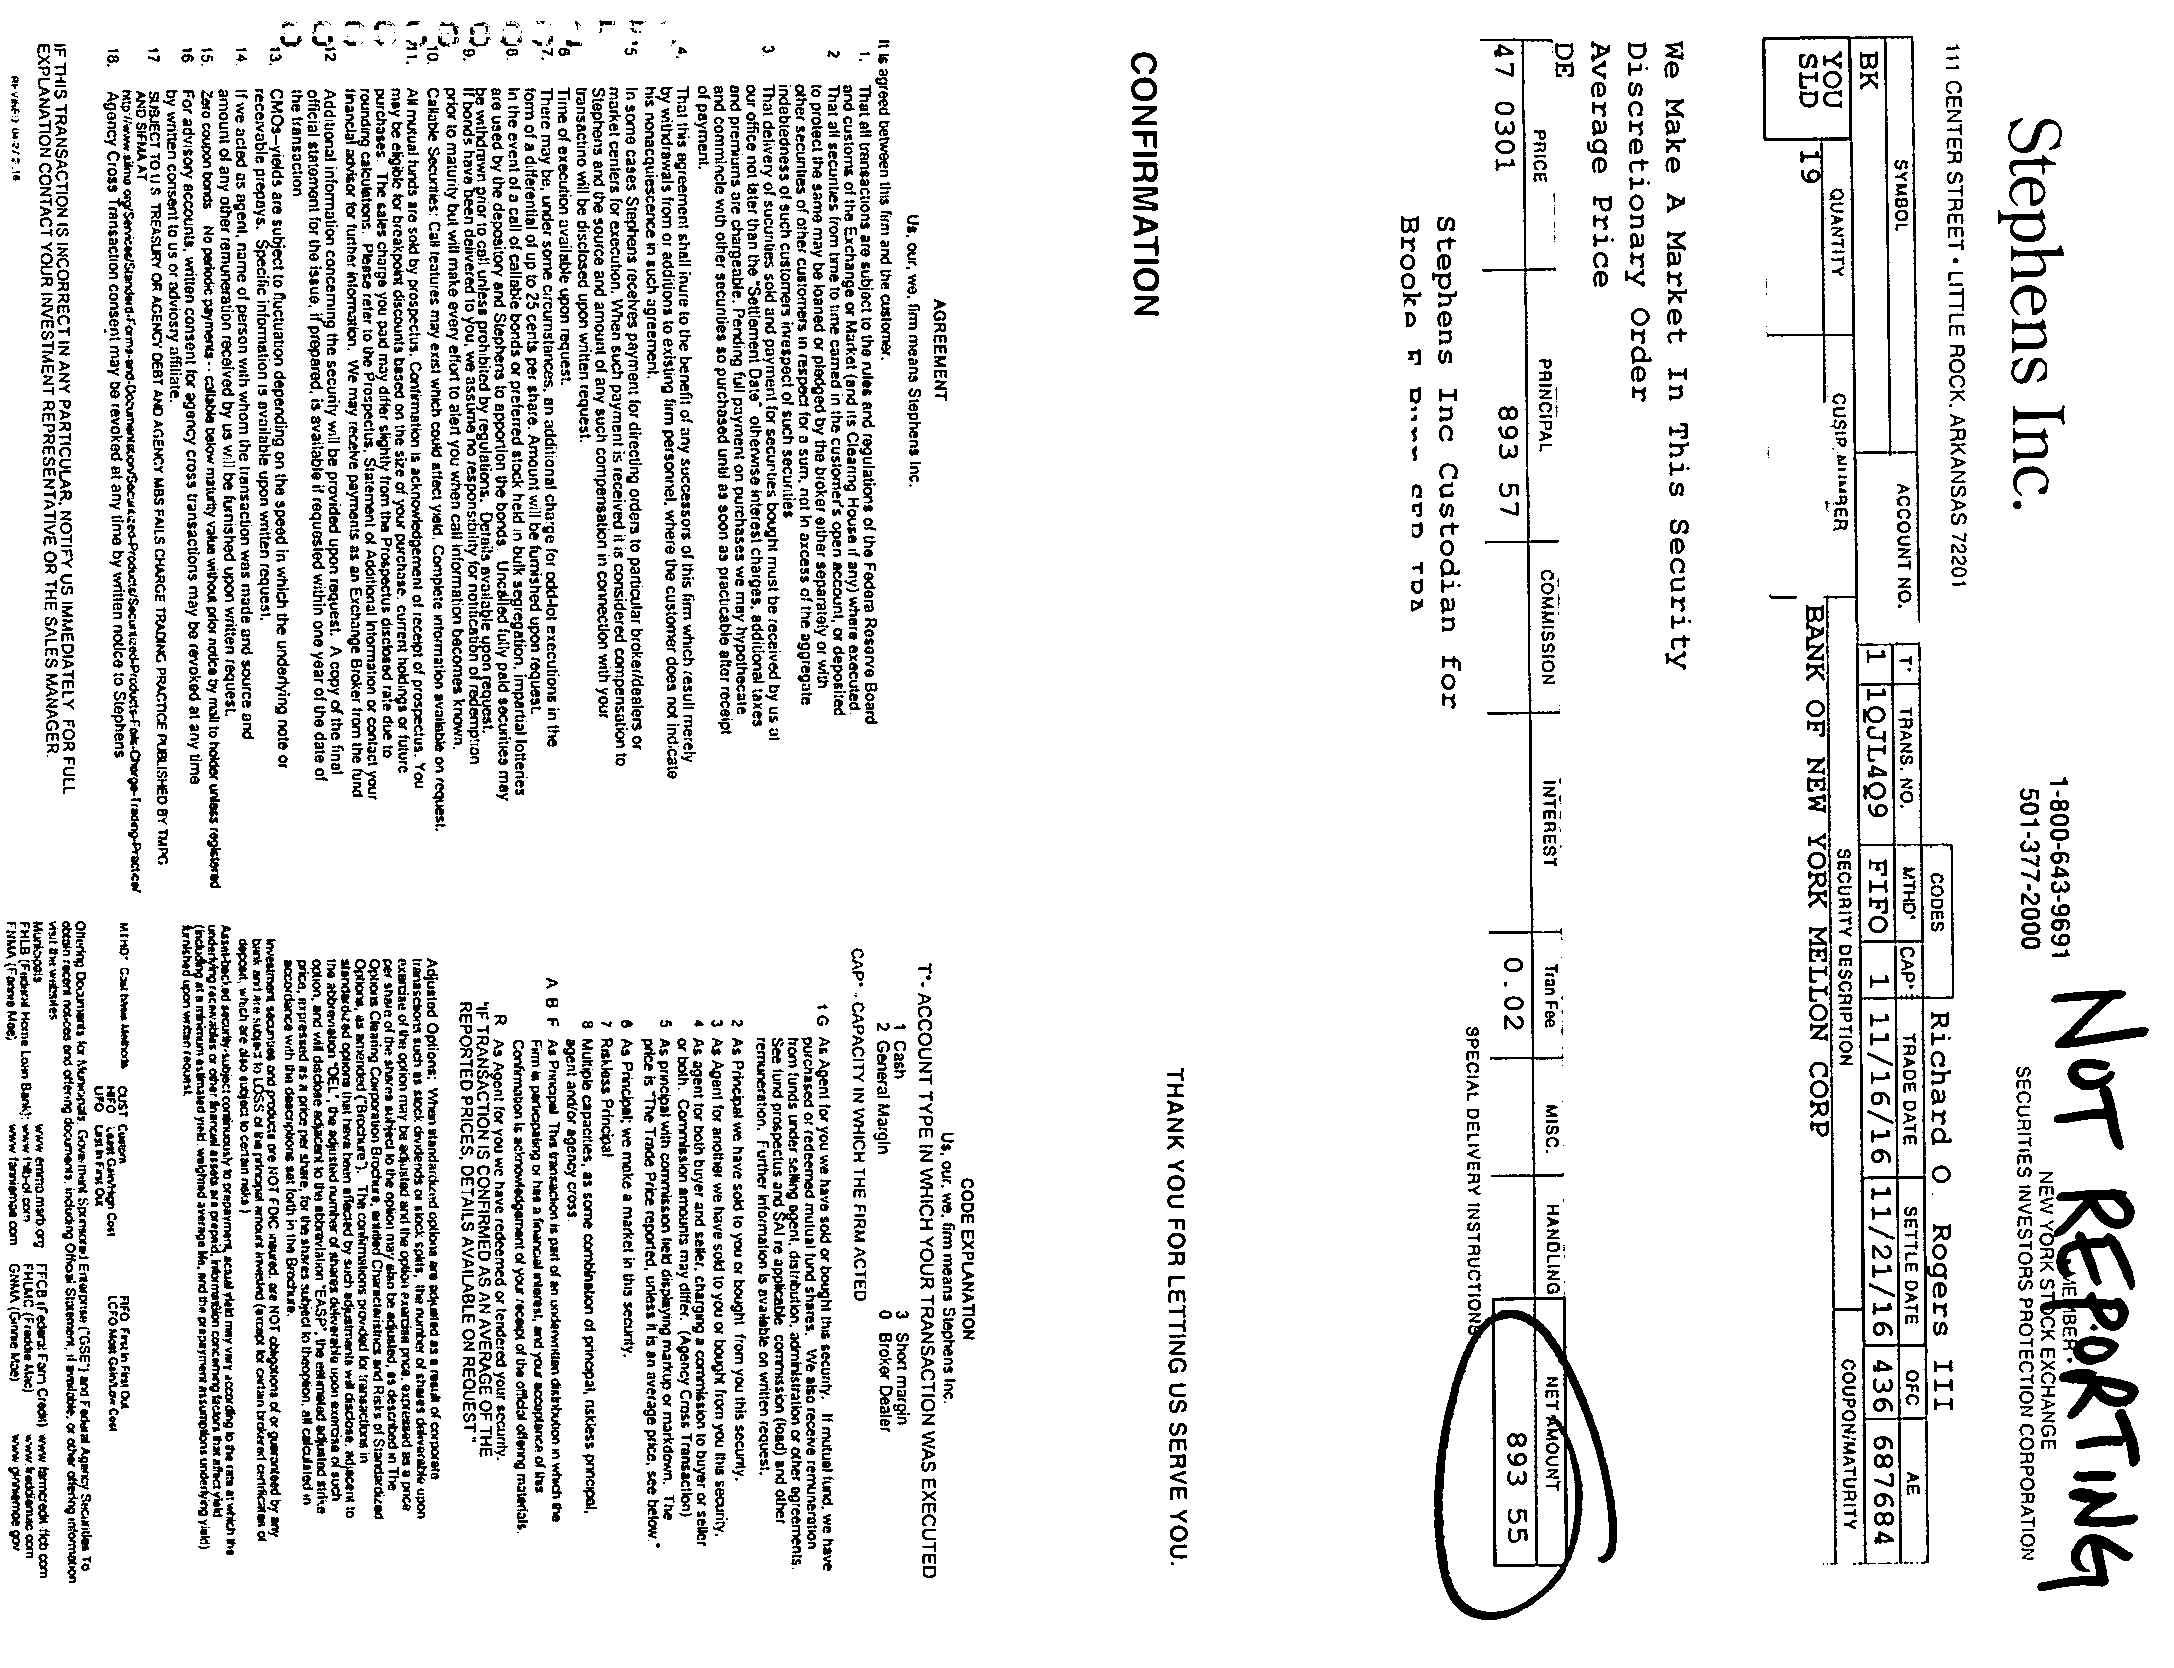 NOT REPORTING
Stephens Inc.
111 CENTER STREET • LITTLE ROCK, ARKANSAS 72201
1-800-643-9691
501-377-2000
MEMBER:
NEW YORK STOCK EXCHANGE
SECURITIES INVESTORS PROTECTION CORPORATION
CODES
Richard O Rogers III
SYMBOL ACCOUNT NO. T* TRANS. NO. MTHD* CAP* TRADE DATE SETTLE DATE OFC AE
BK 1 1QJL4Q9 FIFO 1 11/16/16 11/21/16 436 687684
YOU SLD
QUANTITY CUSIP NUMBER SECURITY DESCRIPTION COUPON/MATURITY
19 BANK OF NEW YORK MELLON CORP
We Make A Market In This Security
Discretionary Order
Average Price
DE
PRICE PRINCIPAL COMMISSION INTEREST Tran Fee MISC. HANDLING NET AMOUNT
47 0301 893 57 0.02 893 55
SPECIAL DELIVERY INSTRUCTIONS
Stephens Inc Custodian for
Brooke F
CONFIRMATION
THANK YOU FOR LETTING US SERVE YOU.
AGREEMENT
Us, our, we, firm means Stephens Inc.
It is agreed between this firm and the customer.
1. That all transactions are subject to the rules and regulations of the Federal Reserve Board
and customs of the Exchange or Market (and its Clearing House if any) where executed.
2 That all securities from time to time carried in the customer's open account, or deposited
to protect the same may be loaned or pledged by the broker either separately or with
other securities of other customers in respect for a sum, not in excess of the aggregate
indebtedness of such customers inrespect of such securities
3 That delivery of securities sold and payment for securities bought must be received by us at
our office not later than the "Settlement Date" otherwise interest charges, additional taxes
and premiums are chargeable. Pending full payment on purchases we may hypothecate
and commincle with other securities so purchased until as soon as practicable after receipt
of payment.
4. That this agreement shall inure to the benefit of any successors of this firm which result merely
by withdrawals from or additions to existing firm personnel, where the customer does not indicate
his nonacquiescence in such agreement.
5 In some cases Stephens receives payment for directing orders to particular broker/dealers or
market centers for execution. When such payment is received it is considered compensation to
Stephens and the source and amount of any such compensation in connection with your
transactino will be disclosed upon written request.
6 Time of execution available upon request.
7. There may be, under some circumstances, an additional charge for odd-lot executions in the
form of a differential of up to 25 cents per share. Amount will be furnished upon request.
8. In the event of a call of callable bonds or preferred stock held in bulk segregation, impartial lotteries
are used by the depository and Stephens to apportion the bonds. Uncalled fully paid securities may
be withdrawn prior to call unless prohibited by regulations. Details available upon request.
9. If bonds have been delivered to you, we assume no responsibility for notification of redemption
prior to maturity but will make every effort to alert you when call information becomes known.
10. Callable Securities: Call features may exist which could affect yield. Complete information available on request.
11. All mutual funds are sold by prospectus. Confirmation is acknowledgement of receipt of prospectus. You
may be eligible for breakpoint discounts based on the size of your purchase, current holdings or future
purchases The sales charge you paid may differ slightly from the Prospectus disclosed rate due to
rounding calculations. Please refer to the Prospectus, Statement of Additional Information or contact your
financial advisor for further information. We may receive payments as an Exchange Broker from the fund
12 Additional information concerning the security will be provided upon request. A copy of the final
official statement for the issue, if prepared, is available if requested within one year of the date of
the transaction
13. CMOs--yields are subject to fluctuation depending on the speed in which the underlying note or
receivable prepays. Specific information is available upon written request.
14 If we acted as agent, name of person with whom the transaction was made and source and
amount of any other remuneration received by us will be furnished upon written request.
15. Zero coupon bonds No periodic payments - callable below maturity value without prior notice by mail to holder unless registered
16 For advisory accounts, written consent for agency cross transactions may be revoked at any time
by written consent to us or adviosry affiliate.
17 SUBJECT TO U.S TREASURY OR AGENCY DEBT AND AGENCY MBS FAILS CHARGE TRADING PRACTICE PUBLISHED BY TMPG
AND SIFMA AT
http://www.sifma.org/Services/Standard-Forms-and-Documentation/Securitized-Products/Securitized-Products-Fails-Charge-Trading-Practice/
18. Agency Cross Transaction consent may be revoked at any time by written notice to Stephens
IF THIS TRANSACTION IS INCORRECT IN ANY PARTICULAR, NOTIFY US IMMEDIATELY FOR FULL
EXPLANATION CONTACT YOUR INVESTMENT REPRESENTATIVE OR THE SALES MANAGER.
CODE EXPLANATION
Us, our, we, firm means Stephens Inc.
T* - ACCOUNT TYPE IN WHICH YOUR TRANSACTION WAS EXECUTED
1 Cash 3 Short margin
2 General Margin 0 Broker Dealer
CAP* - CAPACITY IN WHICH THE FIRM ACTED
1 G As Agent for you we have sold or bought this security. If mutual fund, we have
purchased or redeemed mutual fund shares. We also receive remuneration
from funds under selling agent, distribution, administration or other agreements.
See fund prospectus and SAI re applicable commission (load) and other
remuneration. Further information is available on written request.
2 As Principal we have sold to you or bought from you this security.
3 As Agent for another we have sold to you or bought from you this security.
4 As agent for both buyer and seller, charging a commission to buyer or seller
or both. Commission amounts may differ. (Agency Cross Transaction)
5 As principal with commission field displaying markup or markdown. The
price is "The Trade Price reported, unless it is an average price, see below."
6 As Principal; we make a market in this security.
7 Riskless Principal
8 Multiple capacities, as some combination of principal, riskless principal,
agent and/or agency cross
A B F As Principal This transaction is part of an underwritten distribution in which the
Firm is participating or has a financial interest, and your acceptance of this
Confirmation is acknowledgement of your receipt of the official offering materials.
R As Agent for you we have redeemed or tendered your security.
"IF TRANSACTION IS CONFIRMED AS AN AVERAGE OF THE
REPORTED PRICES, DETAILS AVAILABLE ON REQUEST"
Adjusted Options: When standardized options are adjusted as a result of corporate
transactions such as stock dividends or stock splits, the number of shares deliverable upon
exercise of the option may be adjusted and the option exercise price, expressed as a price
per share of the shares subject to the option may also be adjusted, as described in The
Options Clearing Corporation Brochure, entitled Characteristics and Risks of Standardized
Options, as amended ("Brochure"). The confirmations provided for transactions in
standardized options that have been affected by such adjustments will disclose, adjacent to
the abbreviation "DEL", the adjusted number of shares deliverable upon exercise of such
option, and will disclose adjacent to the abbreviation "EASP", the estimated adjusted strike
price, expressed as a price per share, for the shares subject to theoption, all calculated in
accordance with the descriptions set forth in the Brochure.
Investment securities and products are NOT FDIC insured, are NOT obligations of or guaranteed by any
bank and are subject to LOSS of the principal amount invested (except for certain brokered certificates of
deposit, which are also subject to certain risks)
Asset-backed security-subject continuously to prepayment, actual yield may vary according to the rate at which the
underlying receivables or other financial assets are prepaid, information concerning factors that affect yield
(including at a minimum estimated yield, weighted average life, and the prepayment assumptions underlying yield)
furnished upon written request.
MTHD* Cost basis Methods CUST Custom FIFO First In First Out
HIFO Least Gain/High Cost LCFO Most Gain/Low Cost
LIFO Last In First Out
Offering Documents for Municipals, Government Sponsored Enterprise ("GSE") and Federal Agency Securities To
obtain recent notices and offering documents, including Official Statement, if available, or other offering information
visit the websites
Municipals www emma.msrb.org FFCB (Federal Farm Credit) www farmcredit-ffcb com
FHLB (Federal Home Loan Bank): www fhlb-of.com FHLMC (Freddie Mac) www freddiemac com
FNMA (Fannie Mae) www fanniemae com GNMA (Ginnie Mae) www ginniemae gov